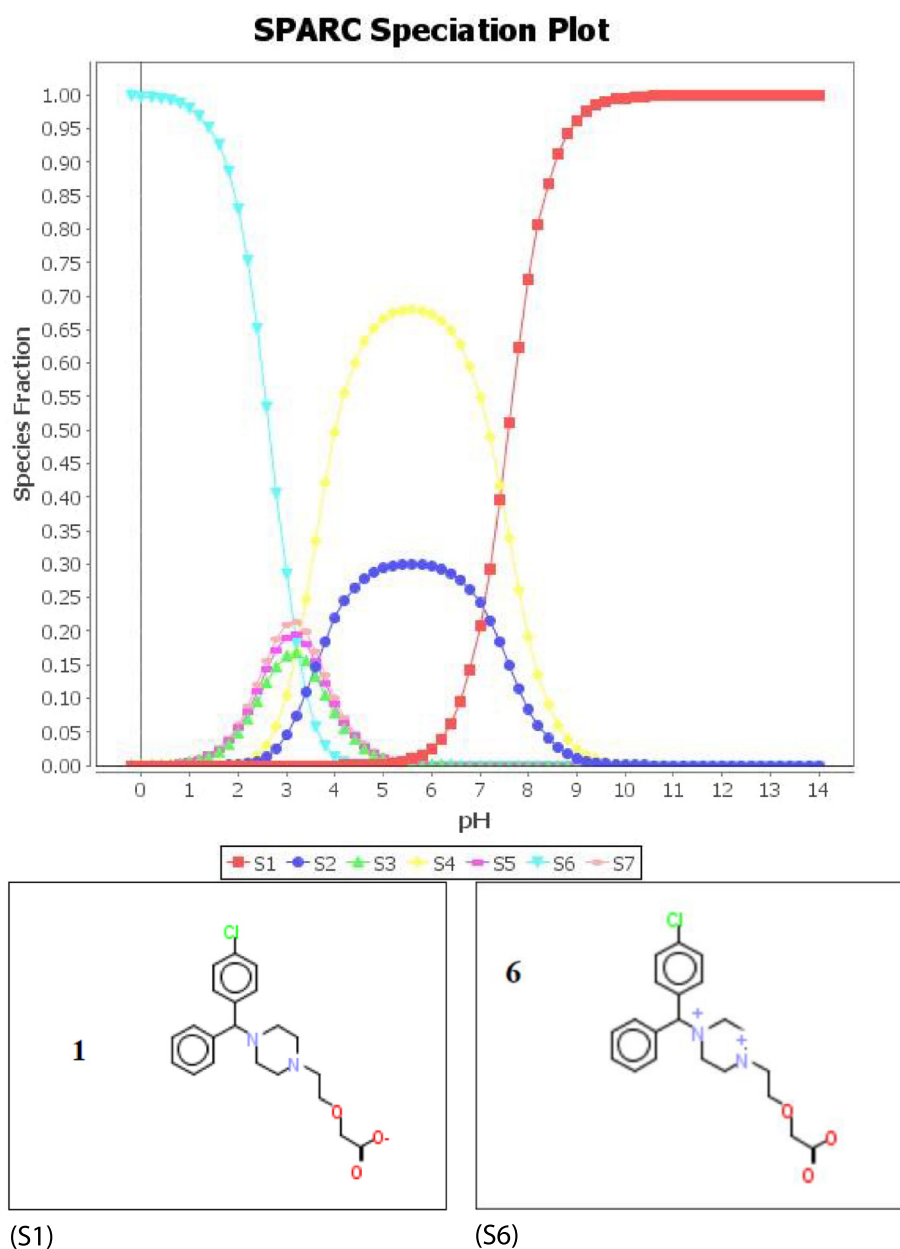 SPARC Speciation Plot
1.00
0.95
0.90
0.85
0.80
0.75
0.70
0.65
0.60
0.55
0.50
0.45
0.40
0.35
0.30
0.25
0.20
0.15
0.10
0.05
0.00
Species Fraction
0 1 2 3 4 5 6 7 8 9 10 11 12 13 14
pH
S1 S2 S3 S4 S5 S6 S7
Cl
1
N
N
O
O-
O
(S1)
Cl
6
+
N
+
N
O
O
O
(S6)